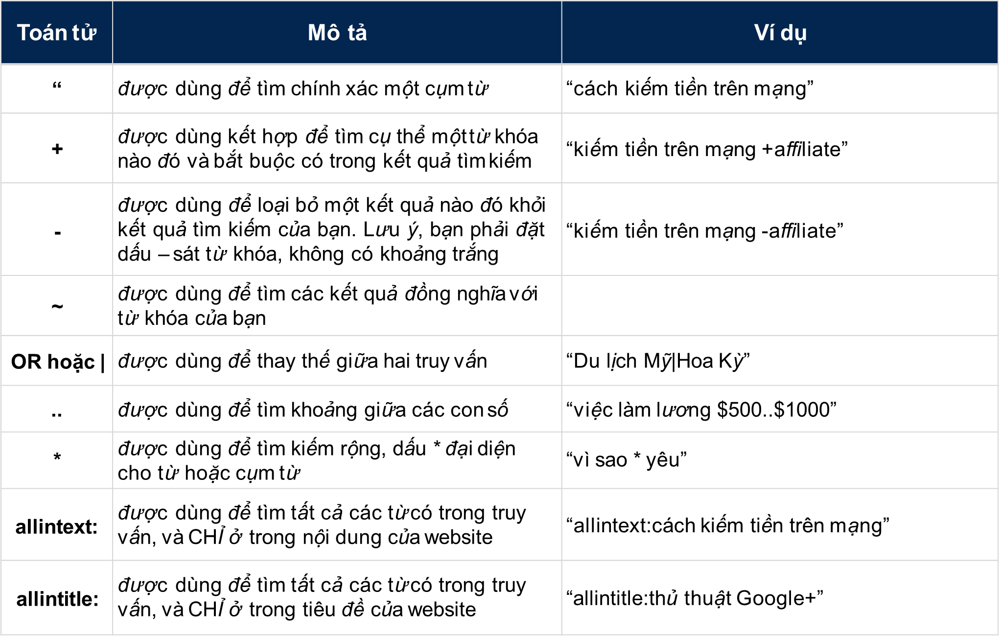 Toán tử Mô tả Ví dụ
“ được dùng để tìm chính xác một cụm từ “cách kiếm tiền trên mạng”
+ được dùng kết hợp để tìm cụ thể một từ khóa
nào đó và bắt buộc có trong kết quả tìm kiếm
“kiếm tiền trên mạng +affiliate”
- được dùng để loại bỏ một kết quả nào đó khỏi
kết quả tìm kiếm của bạn. Lưu ý, bạn phải đặt
dấu – sát từ khóa, không có khoảng trắng
“kiếm tiền trên mạng -affiliate”
~ được dùng để tìm các kết quả đồng nghĩa với
từ khóa của bạn
OR hoặc | được dùng để thay thế giữa hai truy vấn “Du lịch Mỹ|Hoa Kỳ”
.. được dùng để tìm khoảng giữa các con số “việc làm lương $500..$1000”
* được dùng để tìm kiếm rộng, dấu * đại diện
cho từ hoặc cụm từ
“vì sao * yêu”
allintext: được dùng để tìm tất cả các từ có trong truy
vấn, và CHỈ ở trong nội dung của website
“allintext:cách kiếm tiền trên mạng”
allintitle: được dùng để tìm tất cả các từ có trong truy
vấn, và CHỈ ở trong tiêu đề của website
“allintitle:thủ thuật Google+”